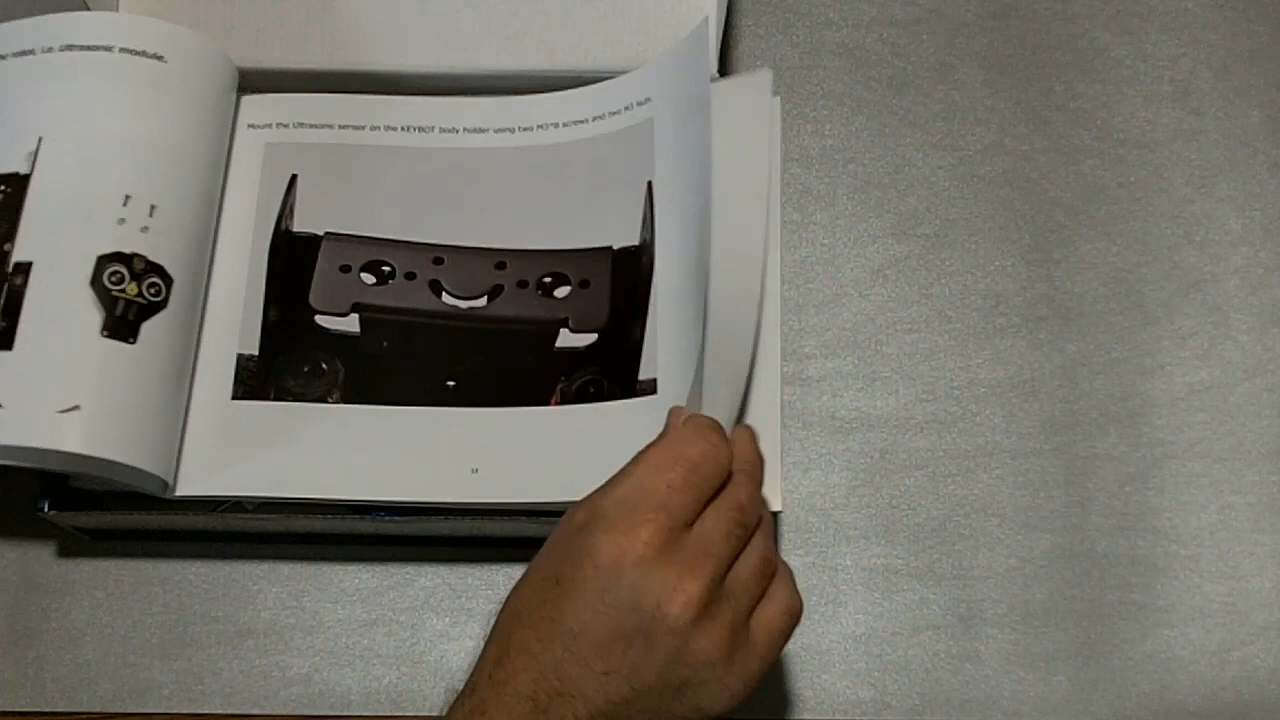 robot, i.e. Ultrasonic module.
Mount the Ultrasonic sensor on the KEYBOT body holder using two M3*8 screws and two M3 Nuts